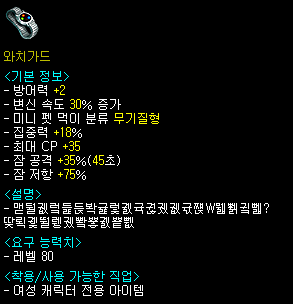 와치가드
<기본 정보>
- 방어력 +2
- 변신 속도 30% 증가
- 미니 펫 먹이 분류 무기질형
- 집중력 +18%
- 최대 CP +35
- 잠 공격 +35%(45초)
- 잠 저항 +75%
<설명>
<요구 능력치>
- 레벨 80
<착용/사용 가능한 직업>
- 여성 캐릭터 전용 아이템